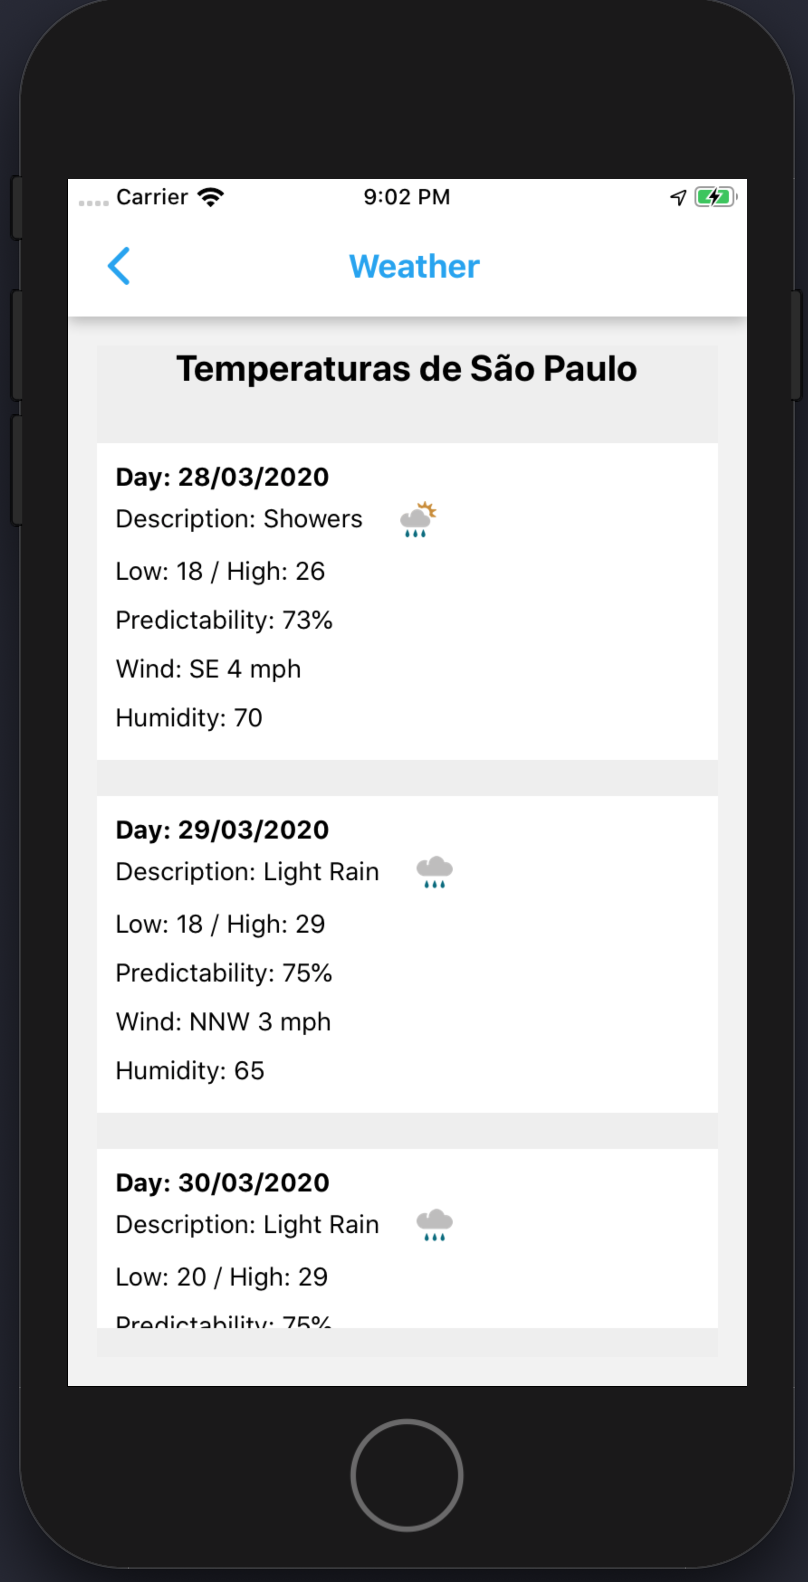 Carrier 9:02 PM
Weather
Temperaturas de São Paulo
Day: 28/03/2020
Description: Showers
Low: 18 / High: 26
Predictability: 73%
Wind: SE 4 mph
Humidity: 70
Day: 29/03/2020
Description: Light Rain
Low: 18 / High: 29
Predictability: 75%
Wind: NNW 3 mph
Humidity: 65
Day: 30/03/2020
Description: Light Rain
Low: 20 / High: 29
Predictability: 75%